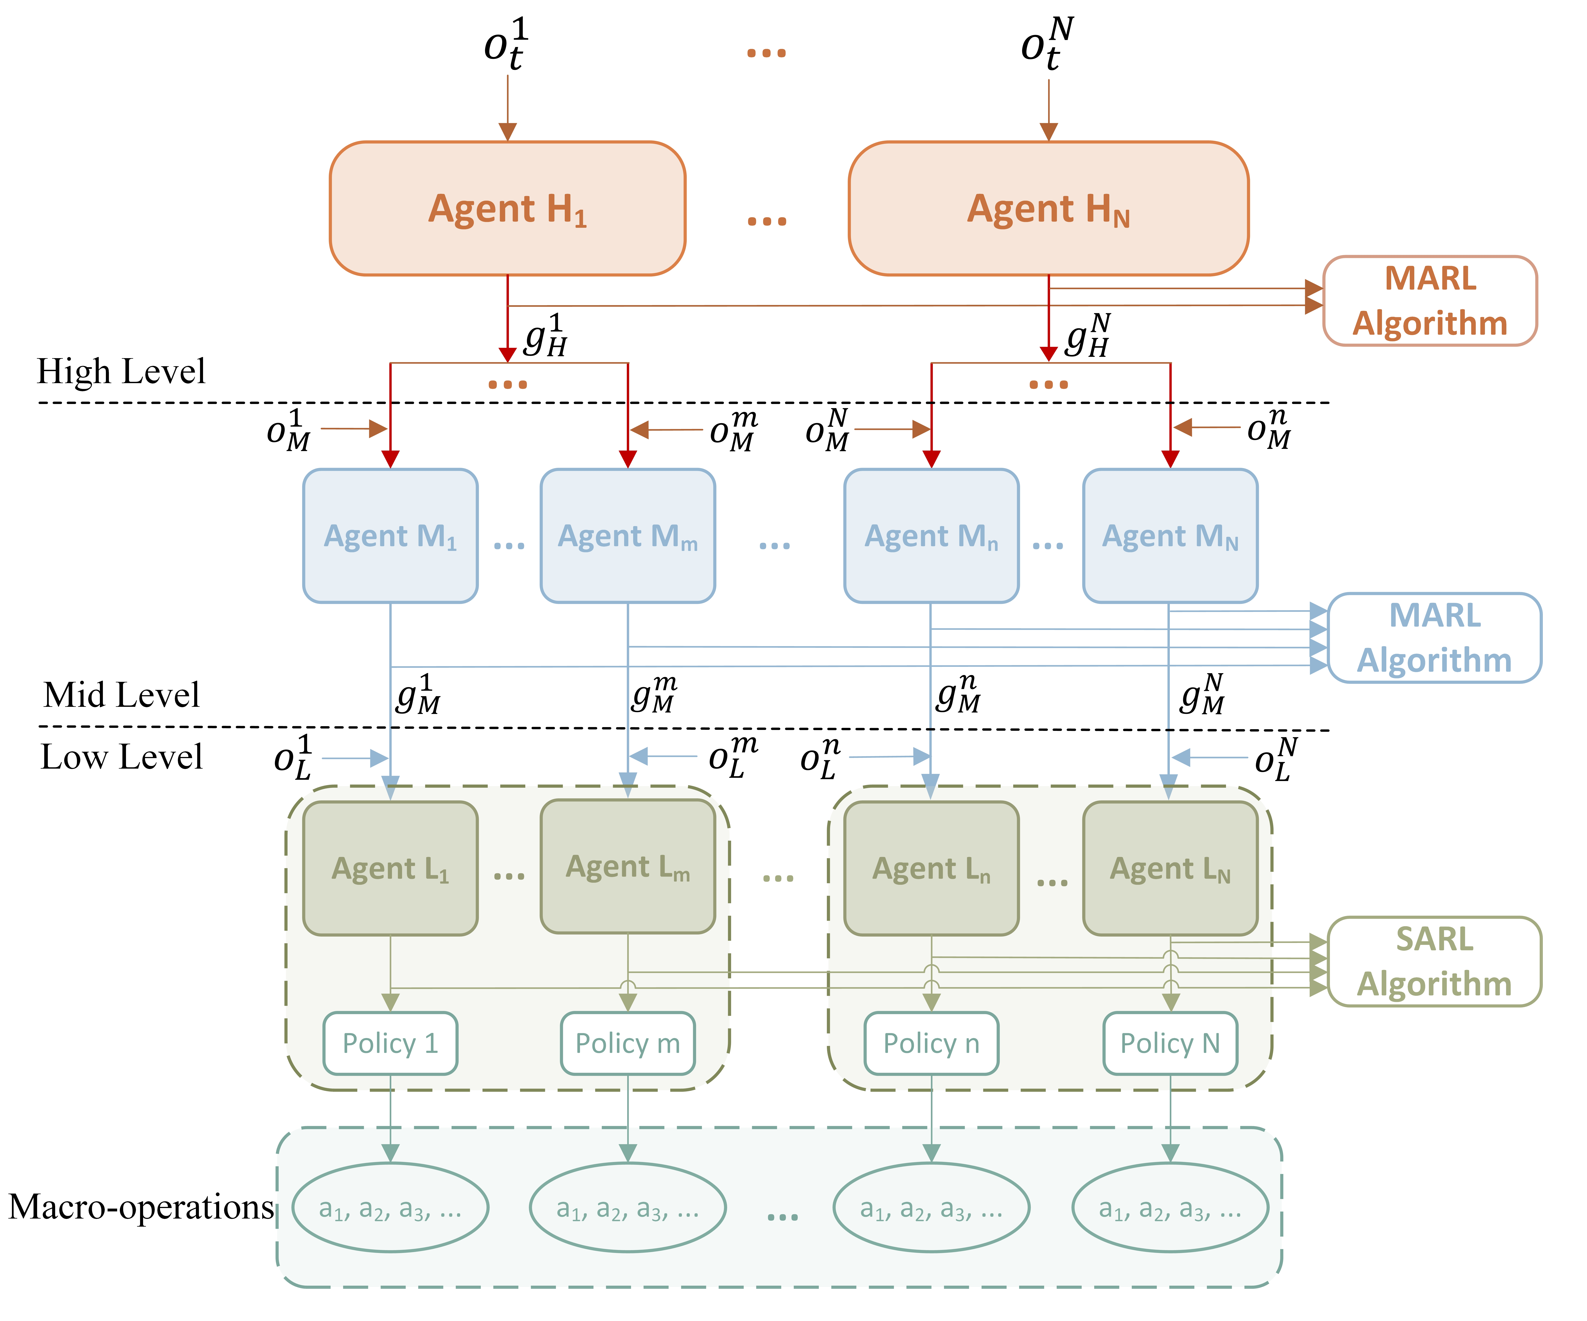 o_t^1 ... o_t^N
Agent H_1 ... Agent H_N
MARL
Algorithm
g_H^1 g_H^N
High Level ... ...
o_M^1 o_M^m o_M^N o_M^n
Agent M_1 ... Agent M_m ... Agent M_n ... Agent M_N
MARL
Algorithm
Mid Level g_M^1 g_M^m g_M^n g_M^N
Low Level o_L^1 o_L^m o_L^n o_L^N
Agent L_1 ... Agent L_m ... Agent L_n ... Agent L_N
SARL
Algorithm
Policy 1 Policy m Policy n Policy N
Macro-operations a_1, a_2, a_3, ... a_1, a_2, a_3, ... ... a_1, a_2, a_3, ... a_1, a_2, a_3, ...